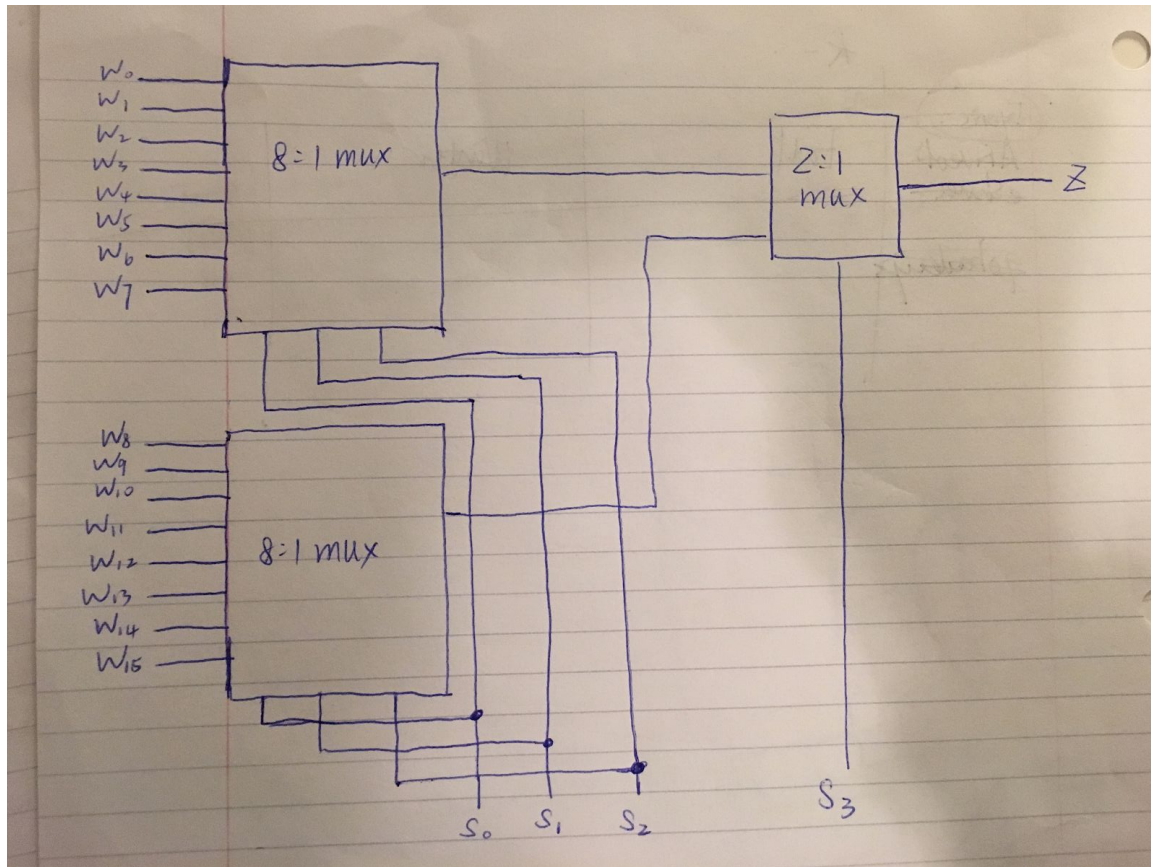 W₀
W₁
W₂
W₃
W₄
W₅
W₆
W₇
8:1 mux
2:1
mux
Z
W₈
W₉
W₁₀
W₁₁
W₁₂
W₁₃
W₁₄
W₁₅
8:1 mux
S₀
S₁
S₂
S₃